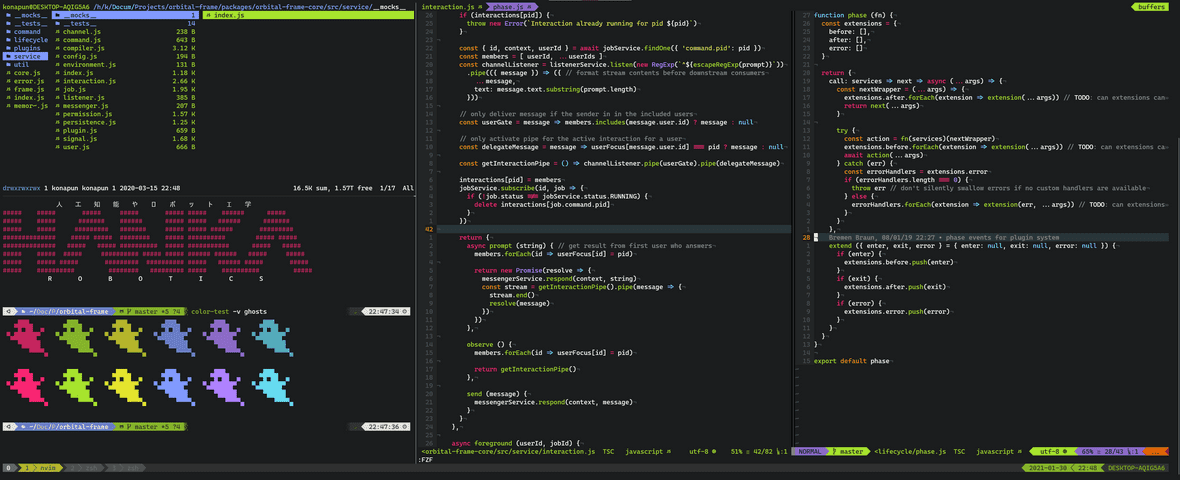 konapun@DESKTOP-AQIG5A6 /h/k/Docum/Projects/orbital-frame/packages/orbital-frame-core/src/service/__mocks__
__mocks__
__tests__
command
lifecycle
plugins
service
util
core.js
error.js
frame.js
index.js
memor~.js
__mocks__ 1
__tests__ 14
channel.js 238 B
command.js 643 B
compiler.js 3.12 K
config.js 194 B
environment.js 131 B
index.js 1.18 K
interaction.js 2.66 K
job.js 1.95 K
listener.js 385 B
messenger.js 207 B
permission.js 1.57 K
persistence.js 1.25 K
plugin.js 659 B
signal.js 1.68 K
user.js 666 B
index.js
drwxrwxrwx 1 konapun konapun 1 2020-03-15 22:48 16.5K sum, 1.57T free 1/17 All
人 工 知 能 や ロ ボ ッ ト 工 学
R O B O T I C S
~/Doc/P/orbital-frame master +5 ?4 color-test -v ghosts 22:47:34
~/Doc/P/orbital-frame master +5 ?4 22:47:36
interaction.js phase.js buffers
if (interactions[pid]) {
throw new Error(`Interaction already running for pid ${pid}`)
}
const { id, context, userId } = await jobService.findOne({ 'command.pid': pid })
const members = [ userId, ...userIds ]
const channelListener = listenerService.listen(new RegExp(`^${escapeRegExp(prompt)}`))
.pipe(({ message }) => ({ // format stream contents before downstream consumers
...message,
text: message.text.substring(prompt.length)
}))
// only deliver message if the sender in in the included users
const userGate = message => members.includes(message.user.id) ? message : null
// only activate pipe for the active interaction for a user
const delegateMessage = message => userFocus[message.user.id] === pid ? message : null
const getInteractionPipe = () => channelListener.pipe(userGate).pipe(delegateMessage)
interactions[pid] = members
jobService.subscribe(id, job => {
if (!job.status === jobService.status.RUNNING) {
delete interactions[job.command.pid]
}
})
42
return {
async prompt (string) { // get result from first user who answers
members.forEach(id => userFocus[id] = pid)
return new Promise(resolve => {
messengerService.respond(context, string)
const stream = getInteractionPipe().pipe(message => {
stream.end()
resolve(message)
})
})
},
observe () {
members.forEach(id => userFocus[id] = pid)
return getInteractionPipe()
},
send (message) {
messengerService.respond(context, message)
}
}
},
async foreground (userId, jobId) {
<orbital-frame-core/src/service/interaction.js TSC javascript utf-8 51% 42/82 :1
:FZF
function phase (fn) {
const extensions = {
before: [],
after: [],
error: []
}
return {
call: services => next => async (...args) => {
const nextWrapper = (...args) => {
extensions.after.forEach(extension => extension(...args)) // TODO: can extensions can
return next(...args)
}
try {
const action = fn(services)(nextWrapper)
extensions.before.forEach(extension => extension(...args)) // TODO: can extensions ca
await action(...args)
} catch (err) {
const errorHandlers = extensions.error
if (errorHandlers.length === 0) {
throw err // don't silently swallow errors if no custom handlers are available
} else {
errorHandlers.forEach(extension => extension(err, ...args)) // TODO: can extensions
}
}
},
28 Bremen Braun, 08/01/19 22:27 • phase events for plugin system
extend ({ enter, exit, error } = { enter: null, exit: null, error: null }) {
if (enter) {
extensions.before.push(enter)
}
if (exit) {
extensions.after.push(exit)
}
if (error) {
extensions.error.push(error)
}
}
}
}
export default phase
NORMAL master <lifecycle/phase.js TSC javascript utf-8 65% 28/43 :1
0 1 nvim 2 zsh 3 zsh 2021-01-30 22:48 DESKTOP-AQIG5A6